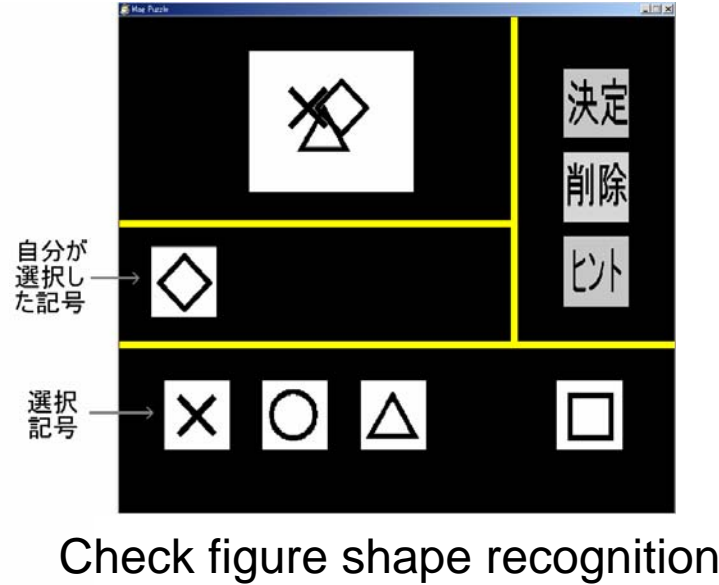 Map Puzzle
決定
削除
ヒント
自分が
選択し
た記号
選択
記号
Check figure shape recognition